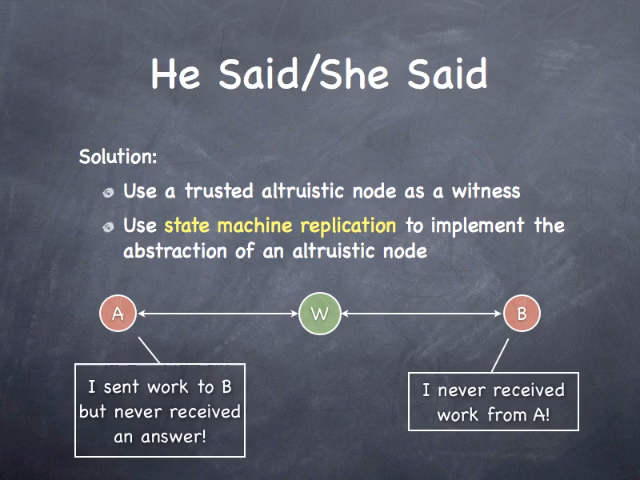 He Said/She Said
Solution:
Use a trusted altruistic node as a witness
Use state machine replication to implement the
abstraction of an altruistic node
A
W
B
I sent work to B
but never received
an answer!
I never received
work from A!